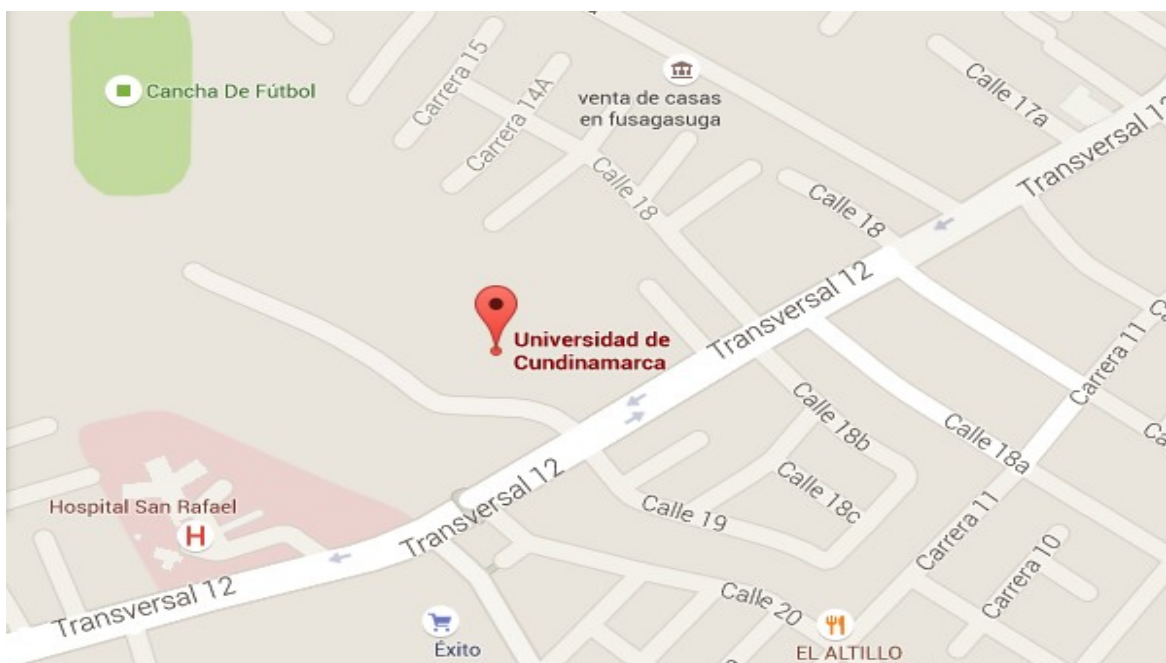 Cancha De Fútbol
Carrera 15
Carrera 14A
venta de casas
en fusagasuga
Calle 17a
Transversal 12
Calle 18
Calle 18
Transversal 12
Universidad de
Cundinamarca
Carrera 11
Calle 18b
Calle 18a
Calle 18c
Hospital San Rafael
H
Transversal 12
Calle 19
Carrera 11
Carrera 10
Transversal 12
Calle 20
Éxito
EL ALTILLO